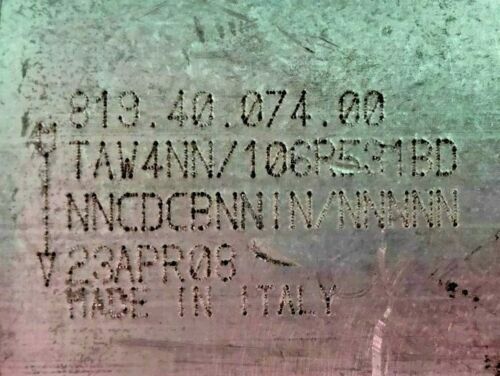 819.40.074.00
TAW4NN/106R531BD
NNCDCBNNIN/NNNNN
23APR08
MADE IN ITALY